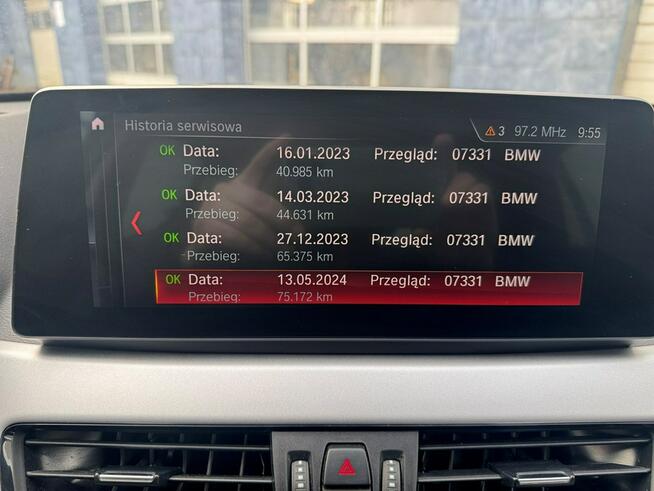 Historia serwisowa
3 97.2 MHz 9:55
OK Data: 16.01.2023 Przegląd: 07331 BMW
Przebieg: 40.985 km
OK Data: 14.03.2023 Przegląd: 07331 BMW
Przebieg: 44.631 km
OK Data: 27.12.2023 Przegląd: 07331 BMW
Przebieg: 65.375 km
OK Data: 13.05.2024 Przegląd: 07331 BMW
Przebieg: 75.172 km